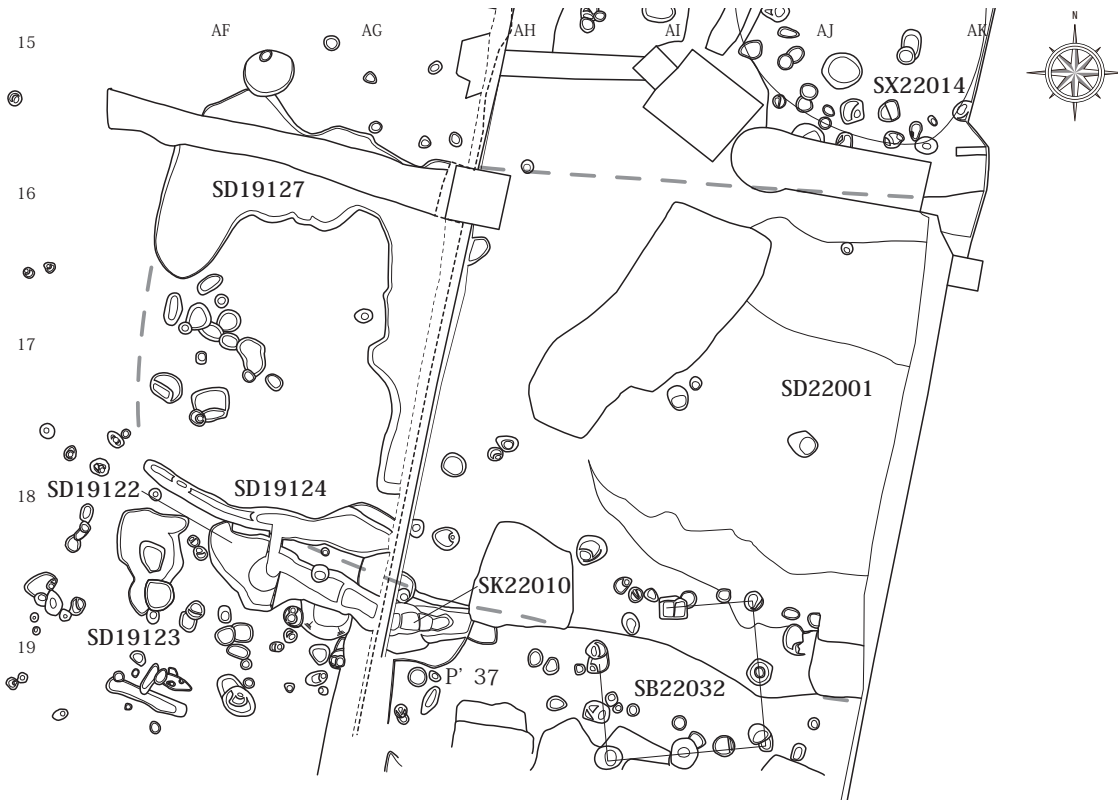 N
15 AF AG AH AI AJ AK
SX22014
16
SD19127
17
SD22001
18
SD19122
SD19124
SK22010
SD19123
19
P' 37
SB22032